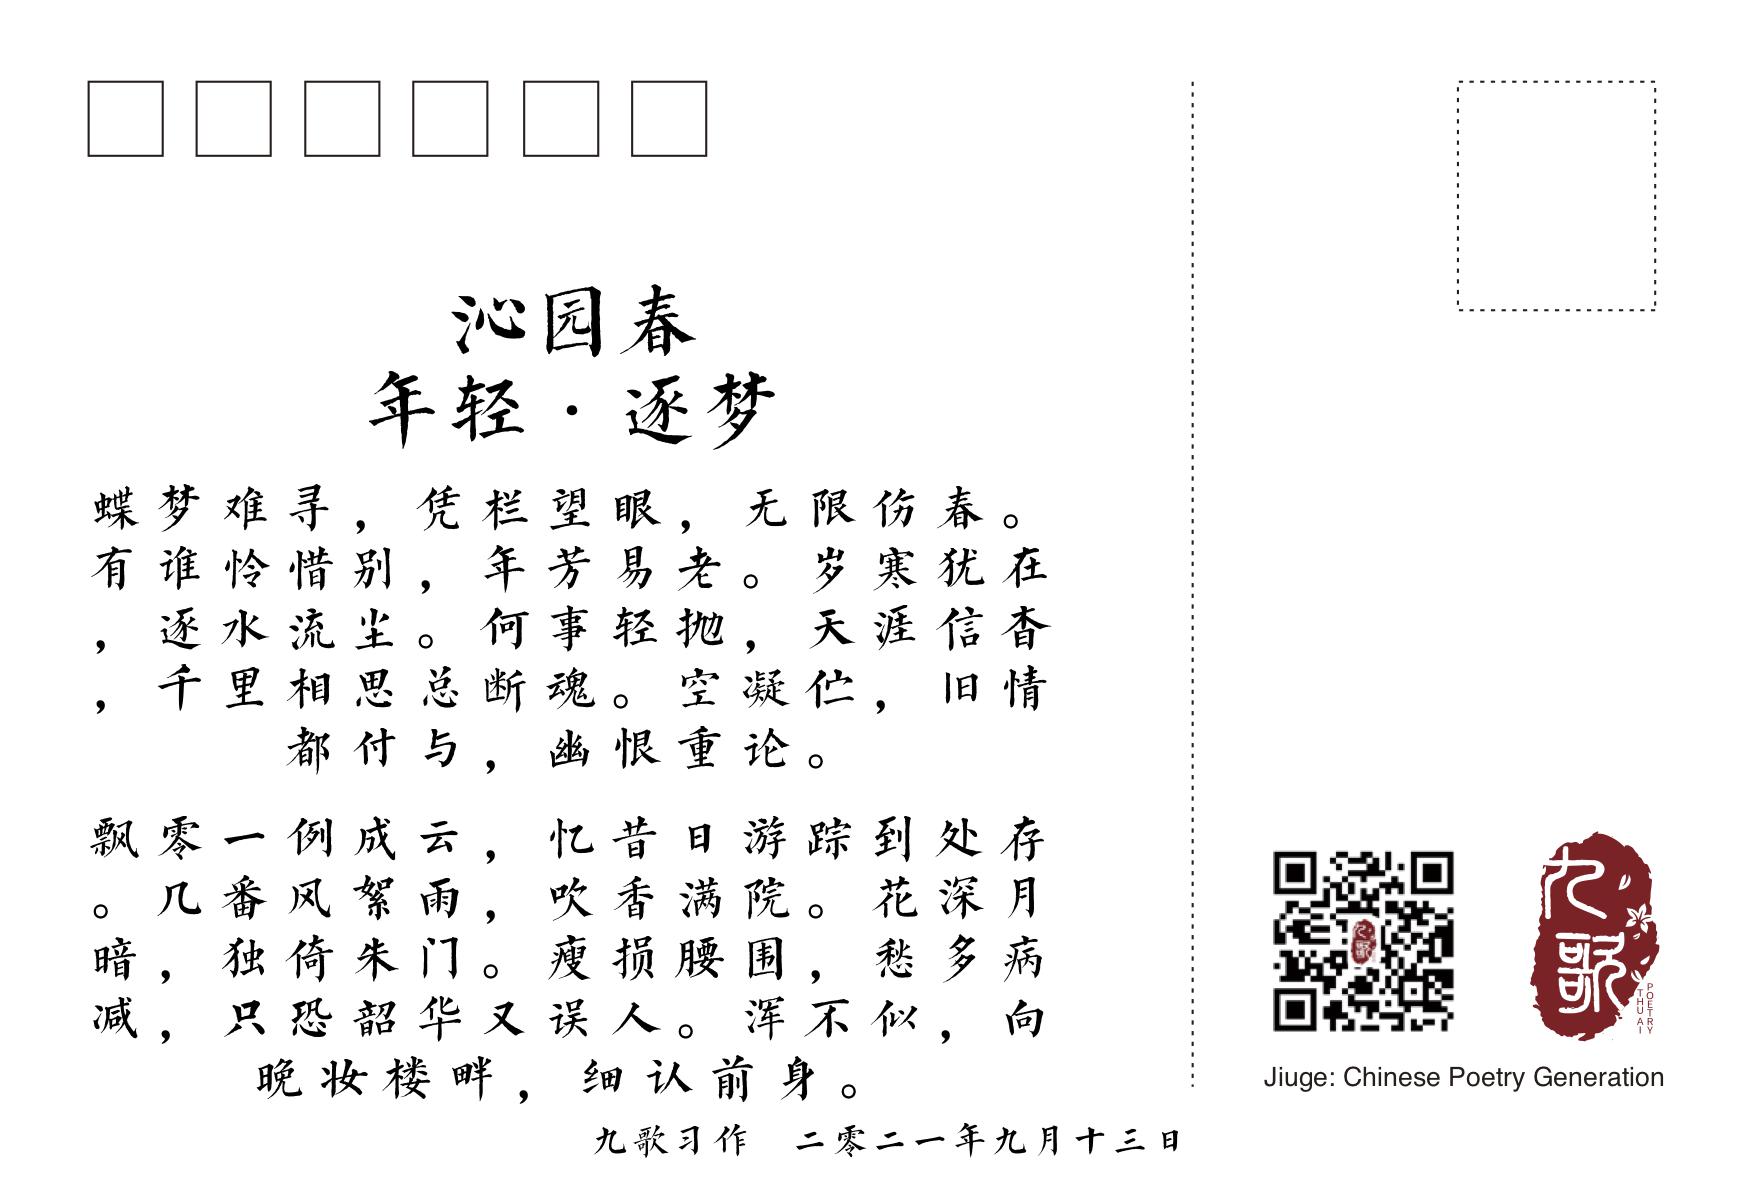 沁园春
年轻·逐梦
蝶梦难寻，凭栏望眼，无限伤春。
有谁怜惜别，年芳易老。岁寒犹在
，逐水流尘。何事轻抛，天涯信杳
，千里相思总断魂。空凝伫，旧情
都付与，幽恨重论。
飘零一例成云，忆昔日游踪到处存
。几番风絮雨，吹香满院。花深月
暗，独倚朱门。瘦损腰围，愁多病
减，只恐韶华又误人。浑不似，向
晚妆楼畔，细认前身。
九歌习作 二零二一年九月十三日
九歌
THUAI
POETRY
Jiuge: Chinese Poetry Generation